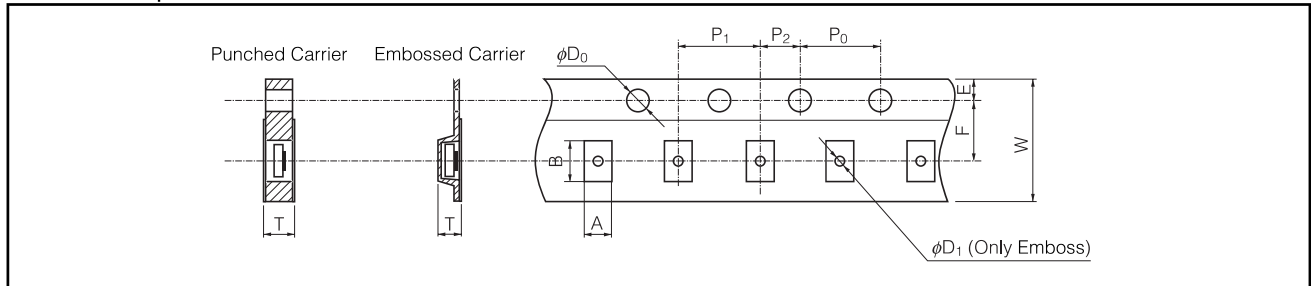 P₁ P₂ P₀
Punched Carrier Embossed Carrier ϕD₀
E
F
W
B
T T A
ϕD₁ (Only Emboss)